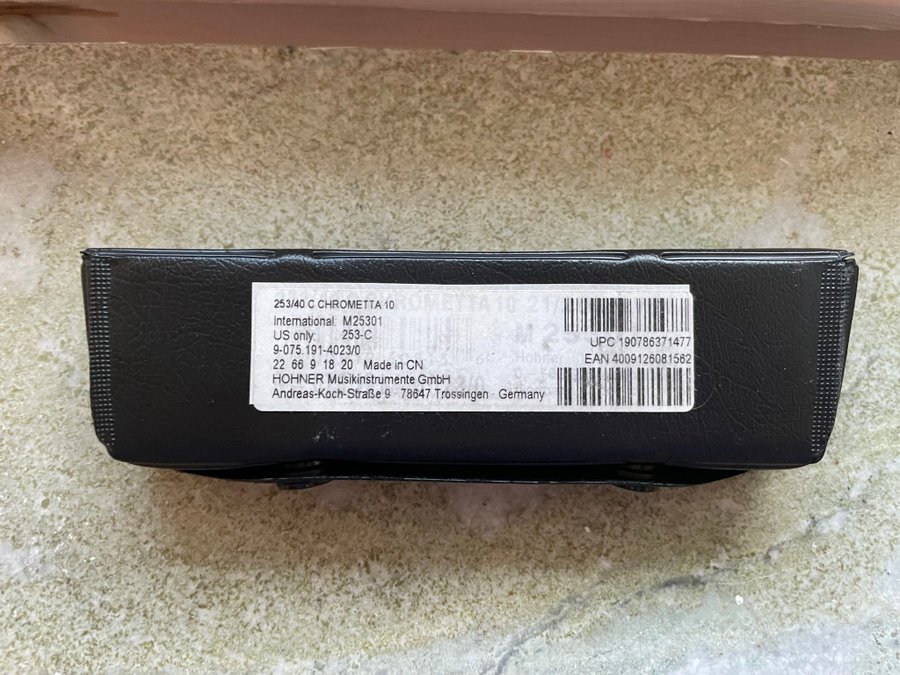 253/40 C CHROMETTA 10
International: M25301
US only: 253-C
9-075.191-4023/0
22 66 9 18 20 Made in CN
HOHNER Musikinstrumente GmbH
Andreas-Koch-Straße 9 · 78647 Trossingen · Germany
UPC 190786371477
EAN 4009126081562